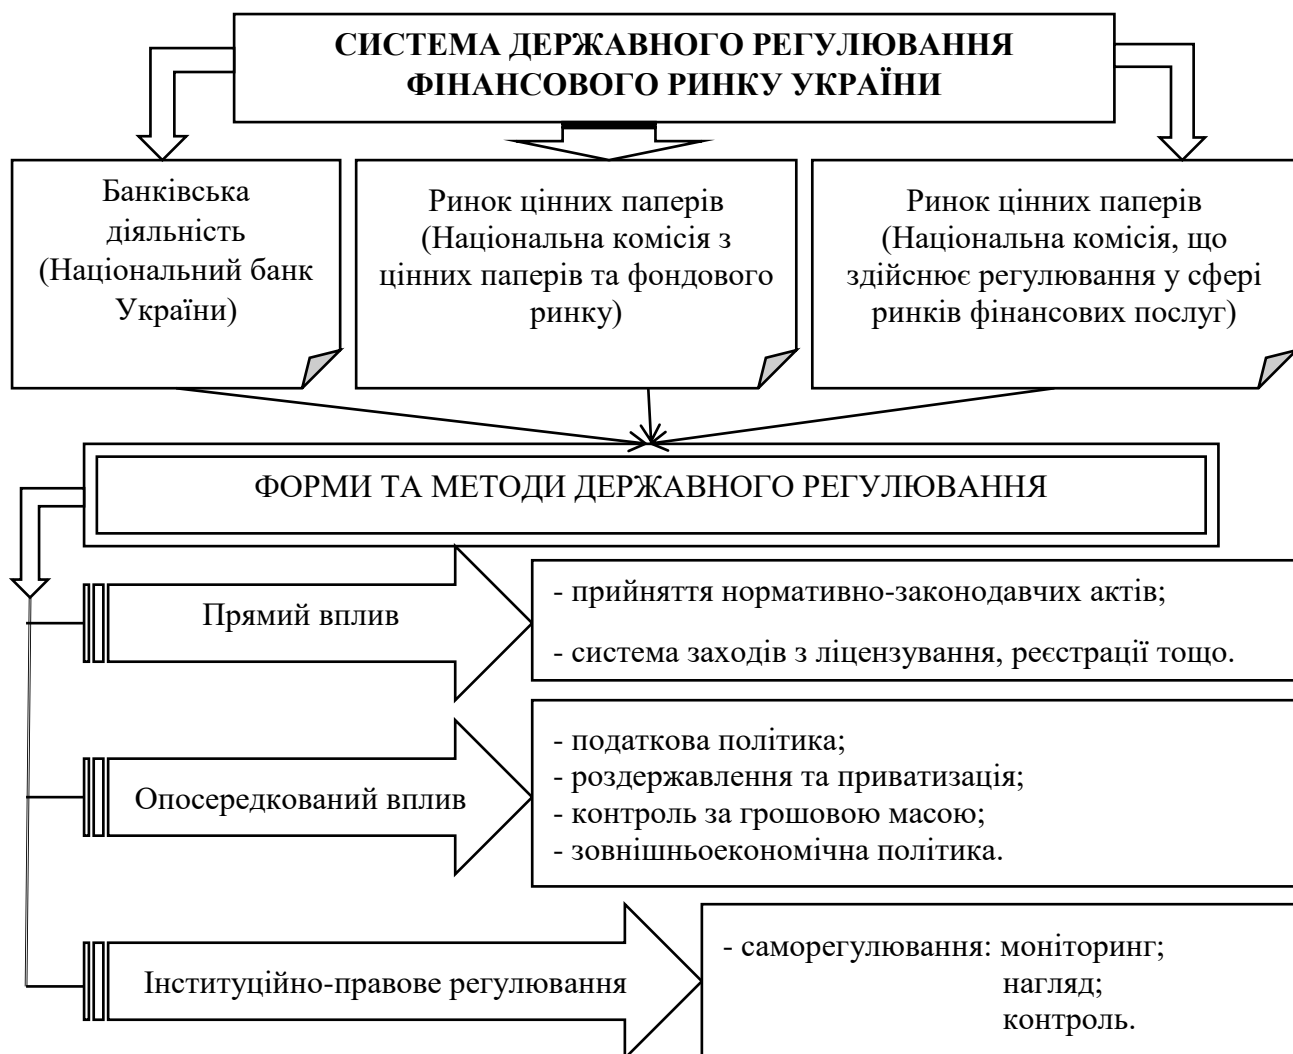 СИСТЕМА ДЕРЖАВНОГО РЕГУЛЮВАННЯ
ФІНАНСОВОГО РИНКУ УКРАЇНИ
Банківська
діяльність
(Національний банк
України)
Ринок цінних паперів
(Національна комісія з
цінних паперів та фондового
ринку)
Ринок цінних паперів
(Національна комісія, що
здійснює регулювання у сфері
ринків фінансових послуг)
ФОРМИ ТА МЕТОДИ ДЕРЖАВНОГО РЕГУЛЮВАННЯ
Прямий вплив
- прийняття нормативно-законодавчих актів;
- система заходів з ліцензування, реєстрації тощо.
Опосередкований вплив
- податкова політика;
- роздержавлення та приватизація;
- контроль за грошовою масою;
- зовнішньоекономічна політика.
Інституційно-правове регулювання
- саморегулювання: моніторинг;
нагляд;
контроль.